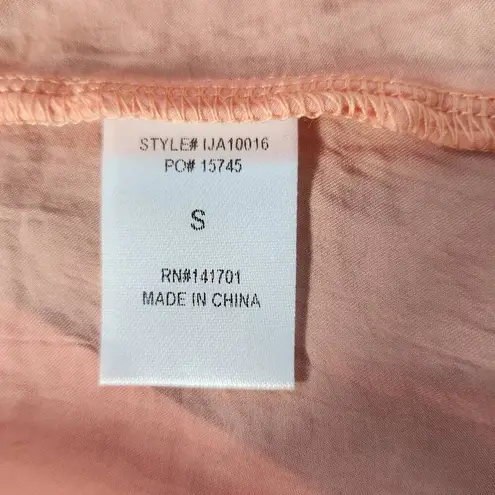 STYLE# IJA10016
PO# 15745
S
RN#141701
MADE IN CHINA